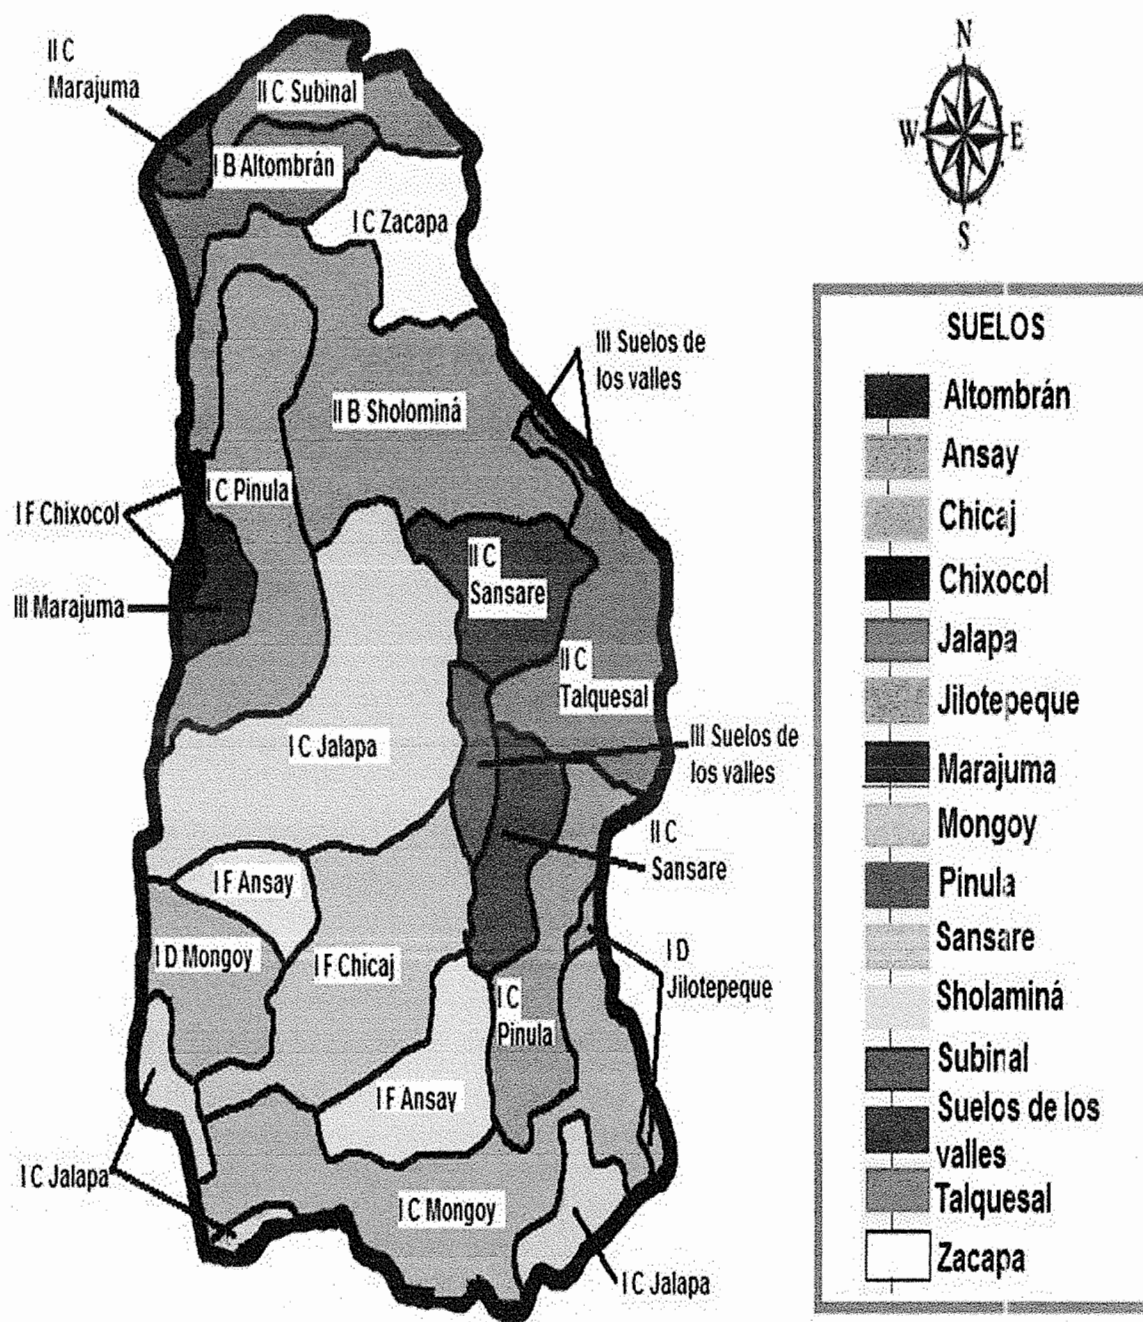 N
W E
S
II C
Marajuma
II C Subinal
I B Altombrán
I C Zacapa
III Suelos de
los valles
II B Sholominá
I C Pinula
I F Chixocol
II C
Sansare
III Marajuma
II C
Talquesal
I C Jalapa
III Suelos de
los valles
II C
Sansare
I F Ansay
I D Mongoy
I F Chicaj
I D
Jilotepeque
I C
Pinula
I F Ansay
I C Jalapa
I C Mongoy
I C Jalapa
SUELOS
Altombrán
Ansay
Chicaj
Chixocol
Jalapa
Jilotepeque
Marajuma
Mongoy
Pinula
Sansare
Sholaminá
Subinal
Suelos de los
valles
Talquesal
Zacapa